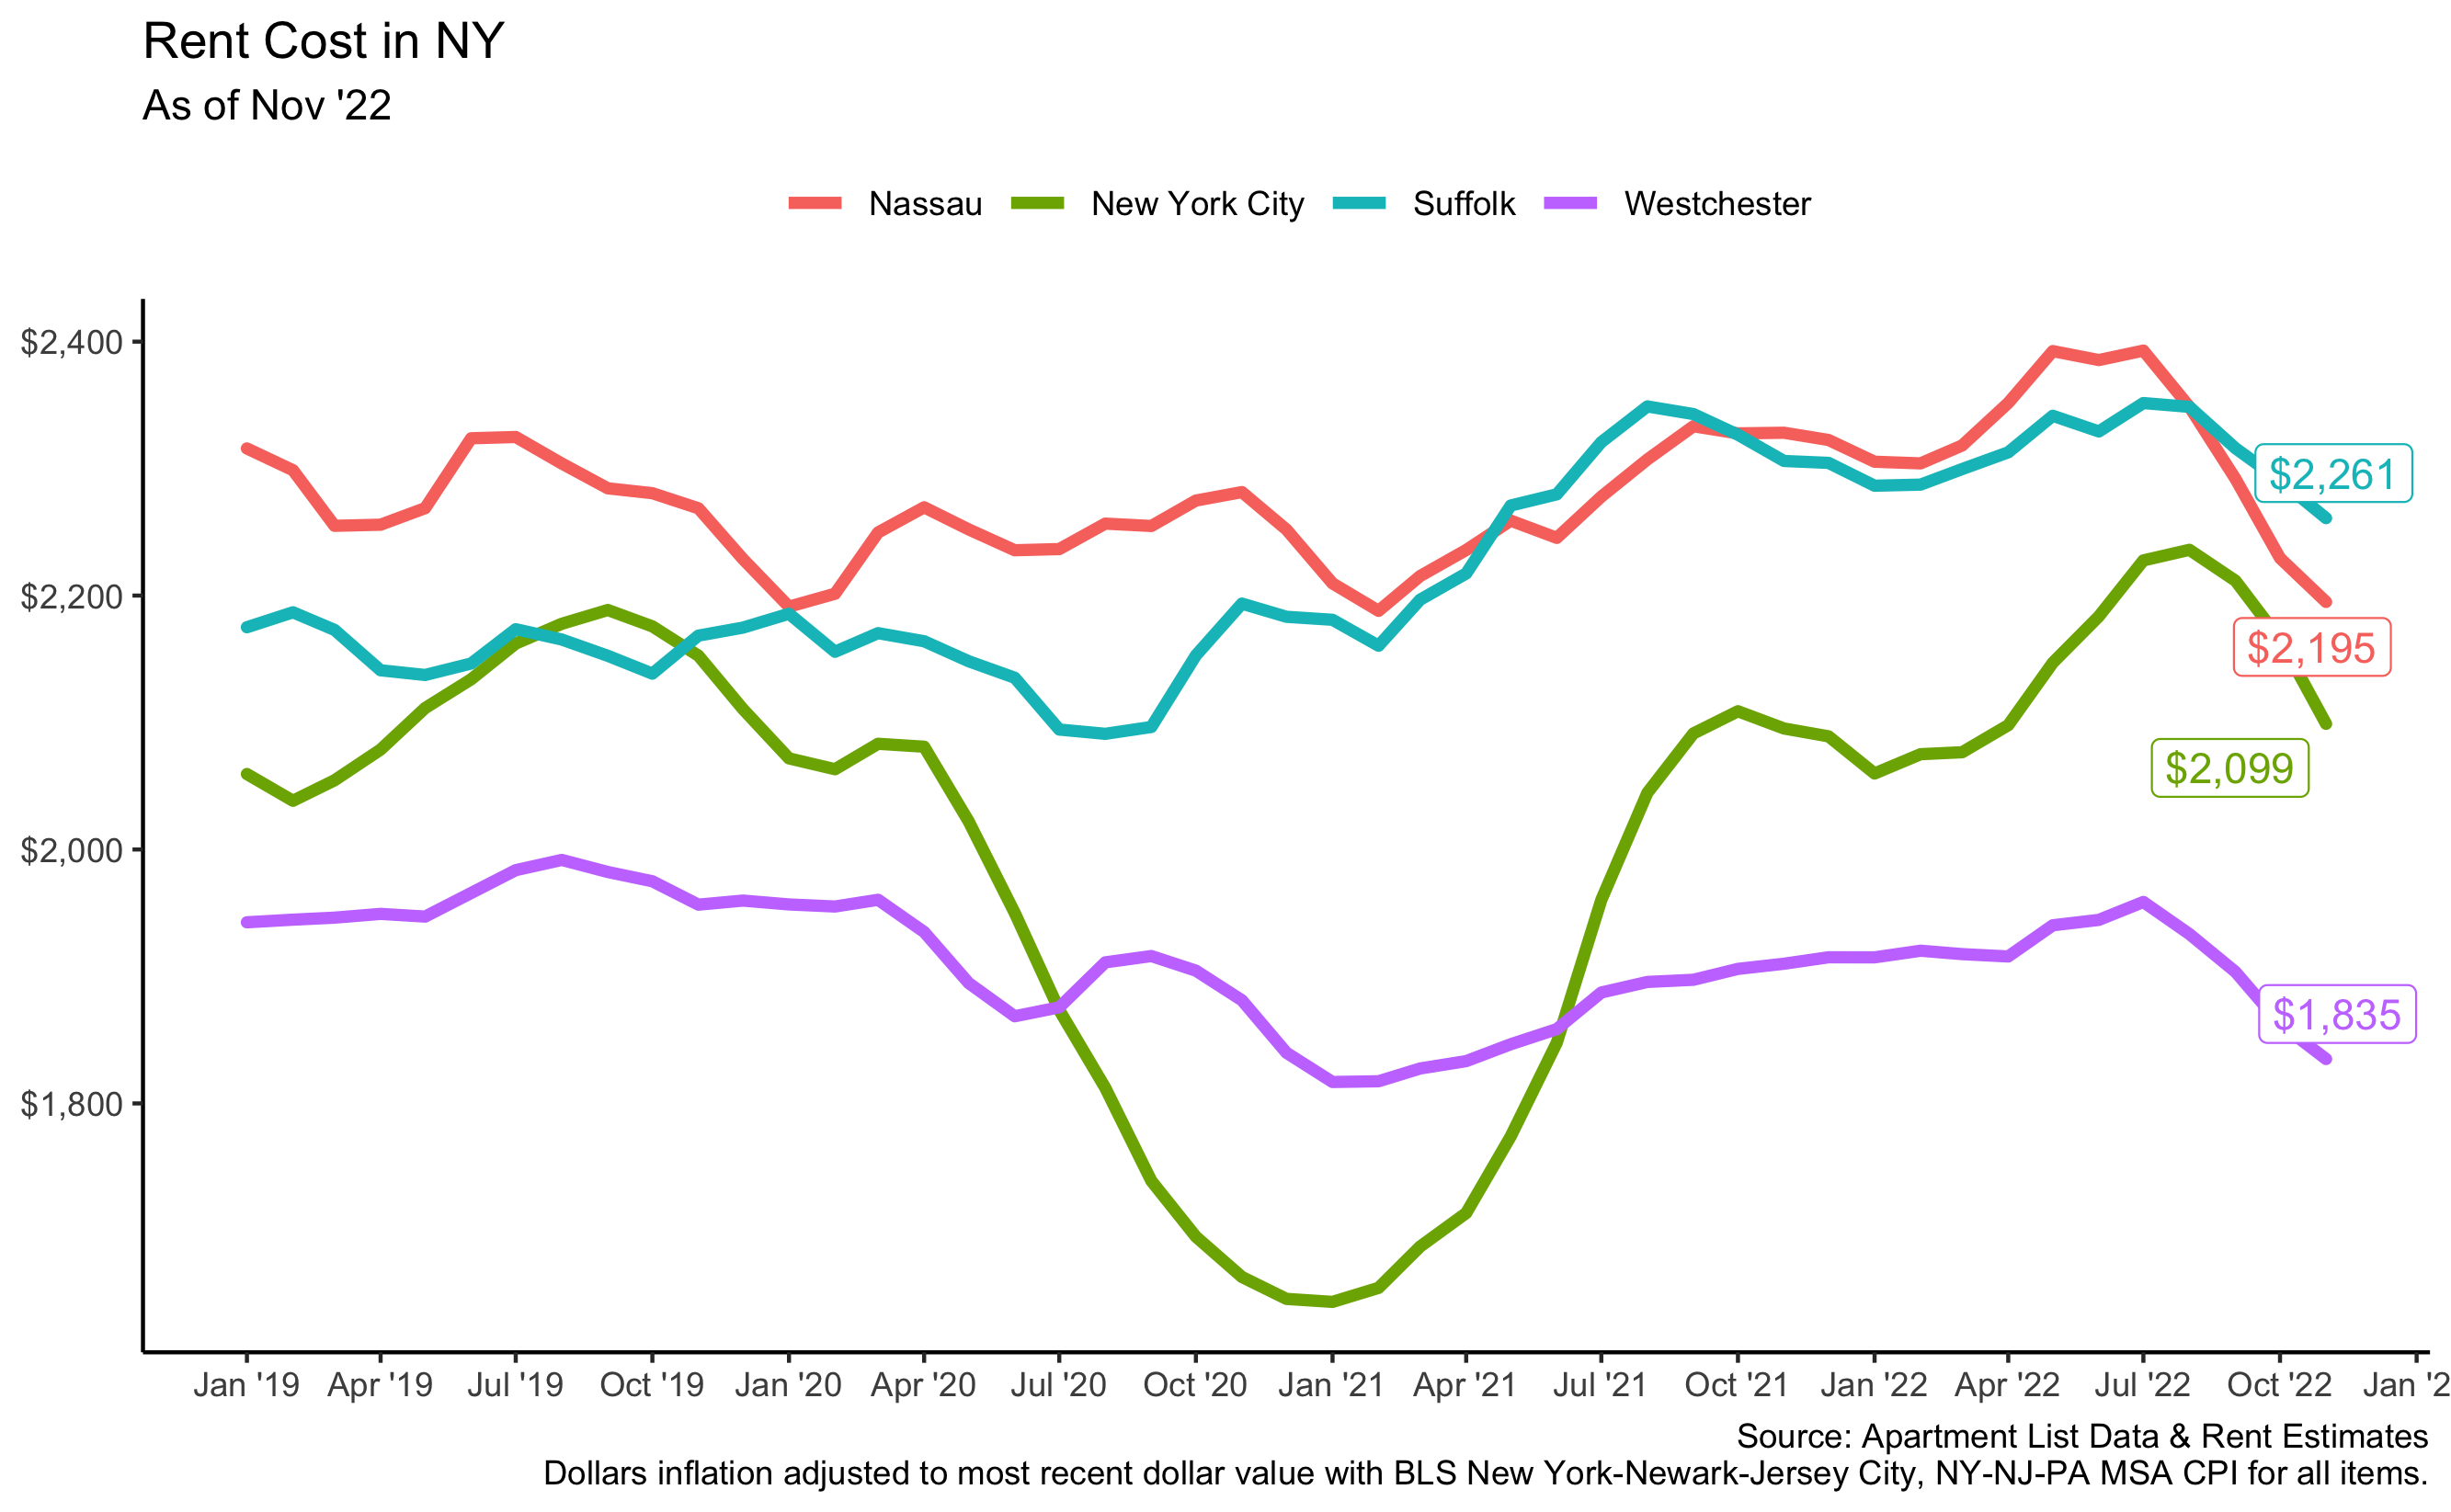 Rent Cost in NY
As of Nov '22
Nassau New York City Suffolk Westchester
$2,400
$2,200
$2,000
$1,800
$2,261
$2,195
$2,099
$1,835
Jan '19 Apr '19 Jul '19 Oct '19 Jan '20 Apr '20 Jul '20 Oct '20 Jan '21 Apr '21 Jul '21 Oct '21 Jan '22 Apr '22 Jul '22 Oct '22 Jan '2
Source: Apartment List Data & Rent Estimates
Dollars inflation adjusted to most recent dollar value with BLS New York-Newark-Jersey City, NY-NJ-PA MSA CPI for all items.